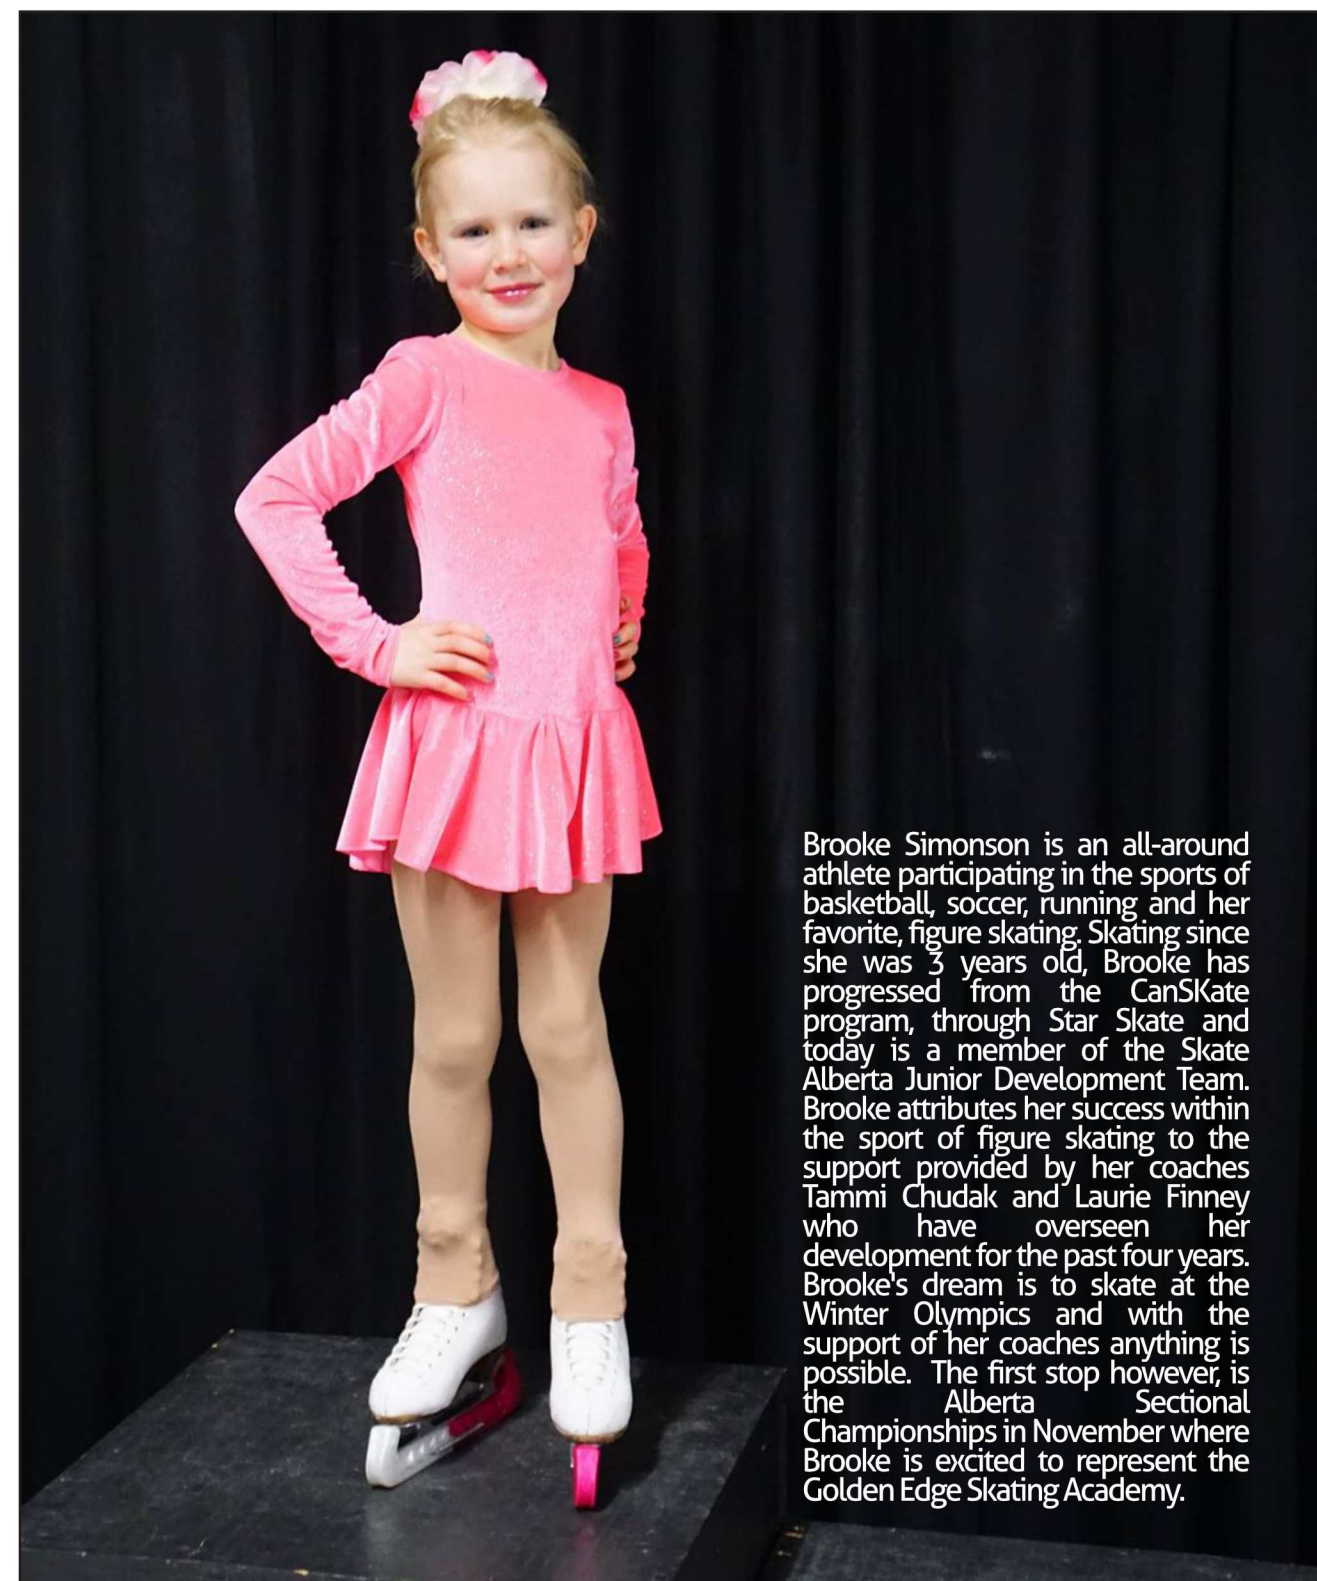 Brooke Simonson is an all-around
athlete participating in the sports of
basketball, soccer, running and her
favorite, figure skating. Skating since
she was 3 years old, Brooke has
progressed from the CanSKate
program, through Star Skate and
today is a member of the Skate
Alberta Junior Development Team.
Brooke attributes her success within
the sport of figure skating to the
support provided by her coaches
Tammi Chudak and Laurie Finney
who have overseen her
development for the past four years.
Brooke's dream is to skate at the
Winter Olympics and with the
support of her coaches anything is
possible. The first stop however, is
the Alberta Sectional
Championships in November where
Brooke is excited to represent the
Golden Edge Skating Academy.